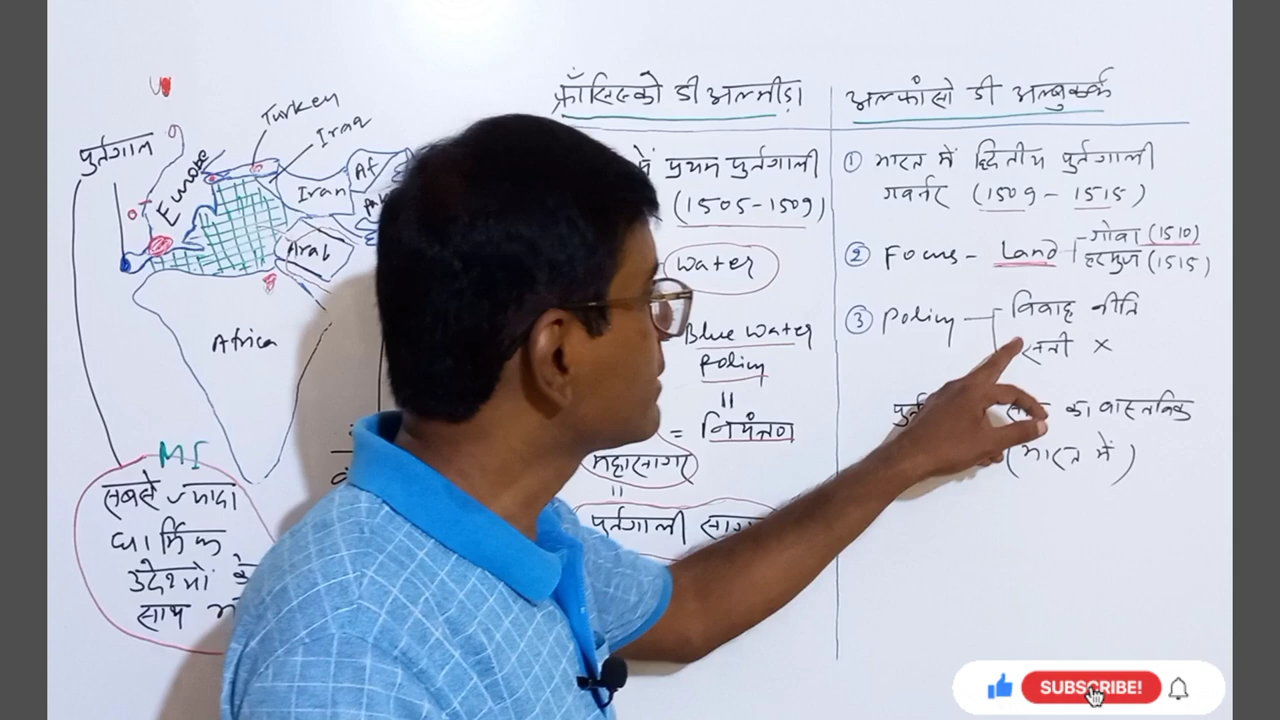 पुर्तगाल
Europe
Turkey
Iraq
Iran
Af
Arab
Africa
MI
सबसे ज्यादा
धार्मिक
उद्देश्यों के
साथ
फ्राँसिस्को डी अल्मीड़ा
में प्रथम पुर्तगाली
(1505-1509)
Water
Blue Water
Policy
=
= नियंत्रण
महासागर
=
पुर्तगाली
अल्फांसो डी अल्बुकर्क
① भारत में द्वितीय पुर्तगाली
गवर्नर (1509 - 1515)
② Focus - Land
गोवा (1510)
हरमुज (1515)
③ Policy
विवाह नीति
सती ×
का वास्तविक
(भारत में)
SUBSCRIBE!